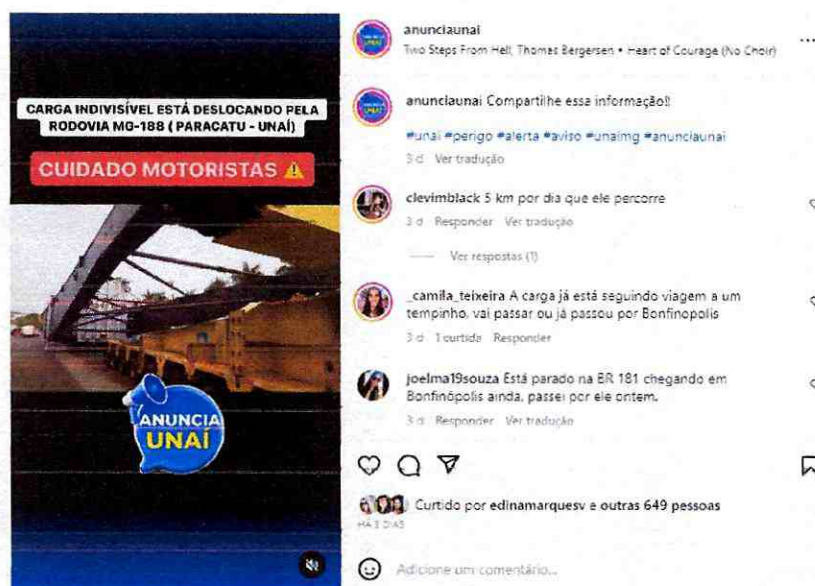 CARGA INDIVISÍVEL ESTÁ DESLOCANDO PELA
RODOVIA MG-188 ( PARACATU - UNAÍ)
CUIDADO MOTORISTAS ⚠
ANUNCIA
UNAÍ
anunciaunai
Two Steps From Hell, Thomas Bergersen • Heart of Courage (No Choir)
anunciaunai Compartilhe essa informação!!
#unai #perigo #alerta #aviso #unaimg #anunciaunai
3 d Ver tradução
clevimblack 5 km por dia que ele percorre
3 d Responder Ver tradução
Ver respostas (1)
_camila_teixeira A carga já está seguindo viagem a um
tempinho, vai passar ou já passou por Bonfinopolis
3 d 1 curtida Responder
joelma19souza Está parado na BR 181 chegando em
Bonfinópolis ainda, passei por ele ontem.
3 d Responder Ver tradução
Curtido por edinamarquesv e outras 649 pessoas
HÁ 3 DIAS
Adicione um comentário...